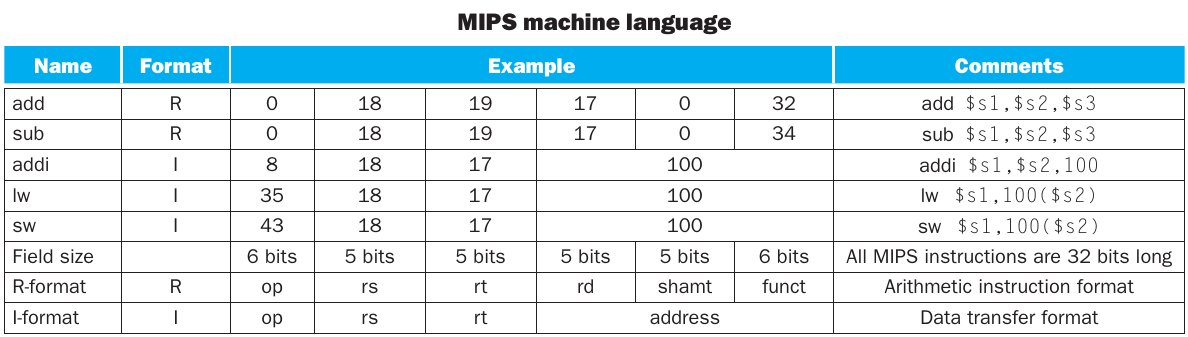 MIPS machine language
Name Format Example Comments
add R 0 18 19 17 0 32 add $s1,$s2,$s3
sub R 0 18 19 17 0 34 sub $s1,$s2,$s3
addi I 8 18 17 100 addi $s1,$s2,100
lw I 35 18 17 100 lw $s1,100($s2)
sw I 43 18 17 100 sw $s1,100($s2)
Field size 6 bits 5 bits 5 bits 5 bits 5 bits 6 bits All MIPS instructions are 32 bits long
R-format R op rs rt rd shamt funct Arithmetic instruction format
I-format I op rs rt address Data transfer format